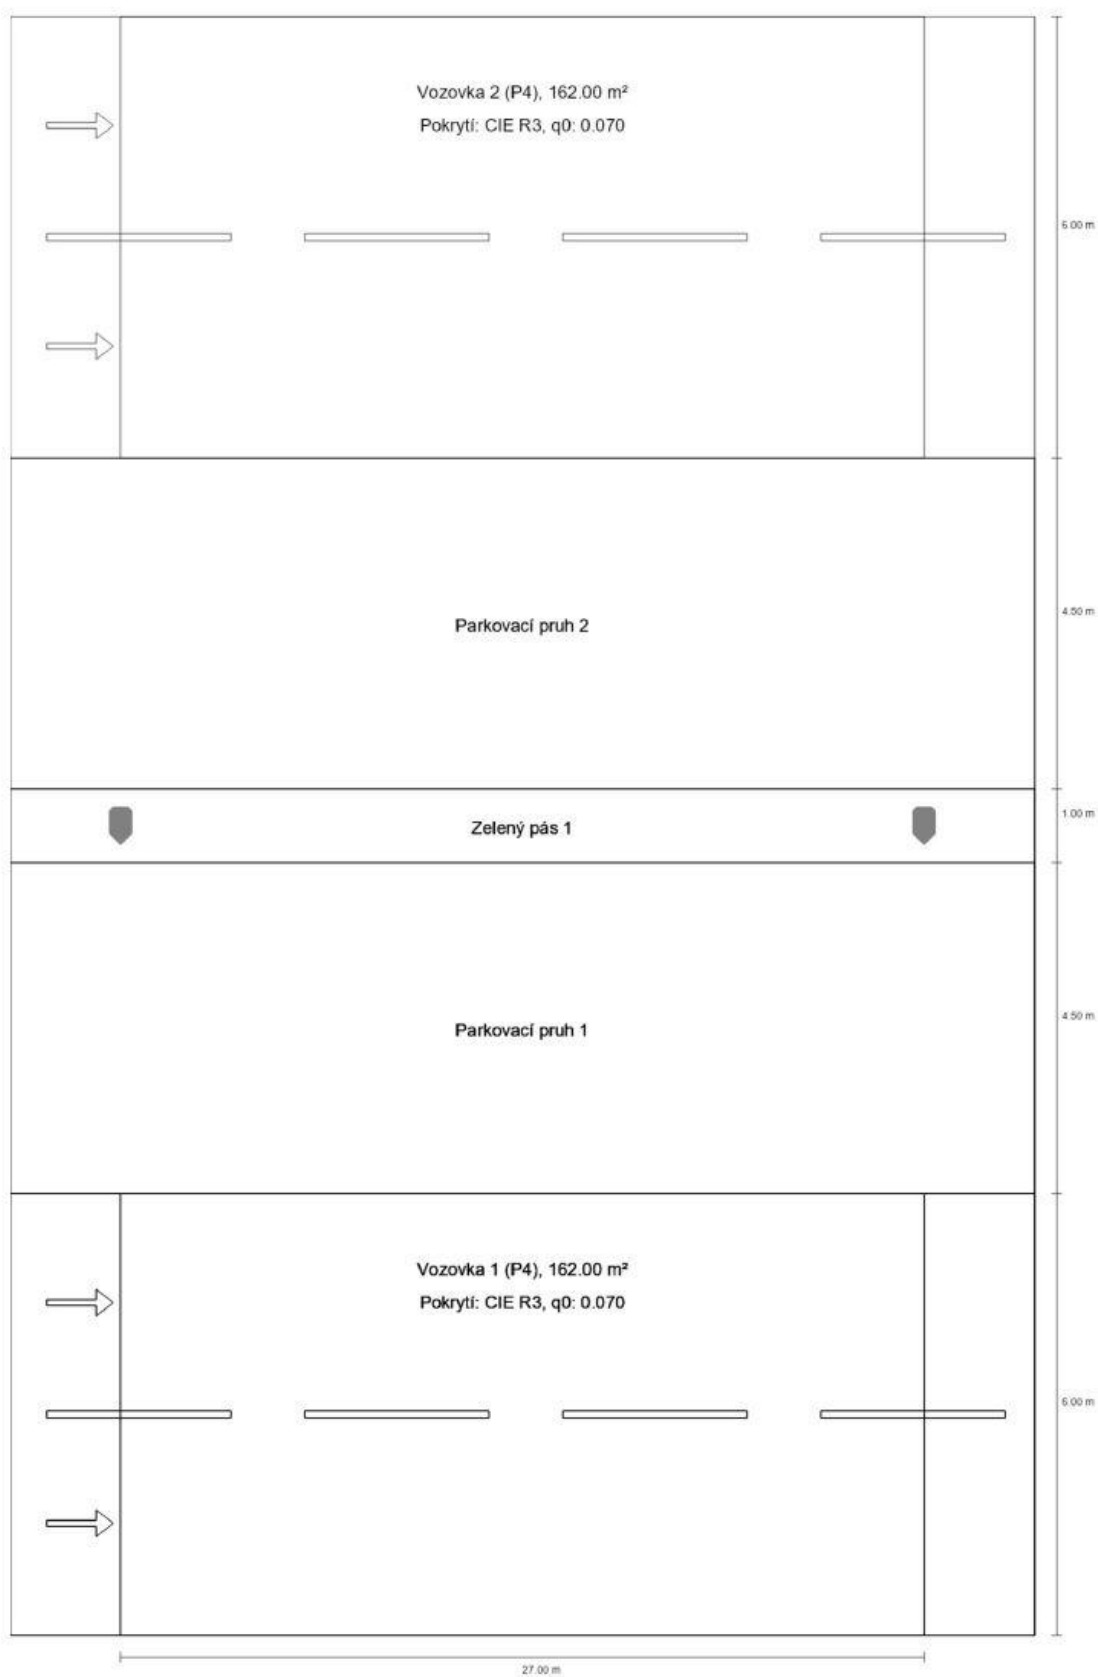 Vozovka 2 (P4), 162.00 m²
Pokrytí: CIE R3, q0: 0.070
6.00 m
Parkovací pruh 2
4.50 m
1.00 m
Zelený pás 1
Parkovací pruh 1
4.50 m
Vozovka 1 (P4), 162.00 m²
Pokrytí: CIE R3, q0: 0.070
6.00 m
27.00 m